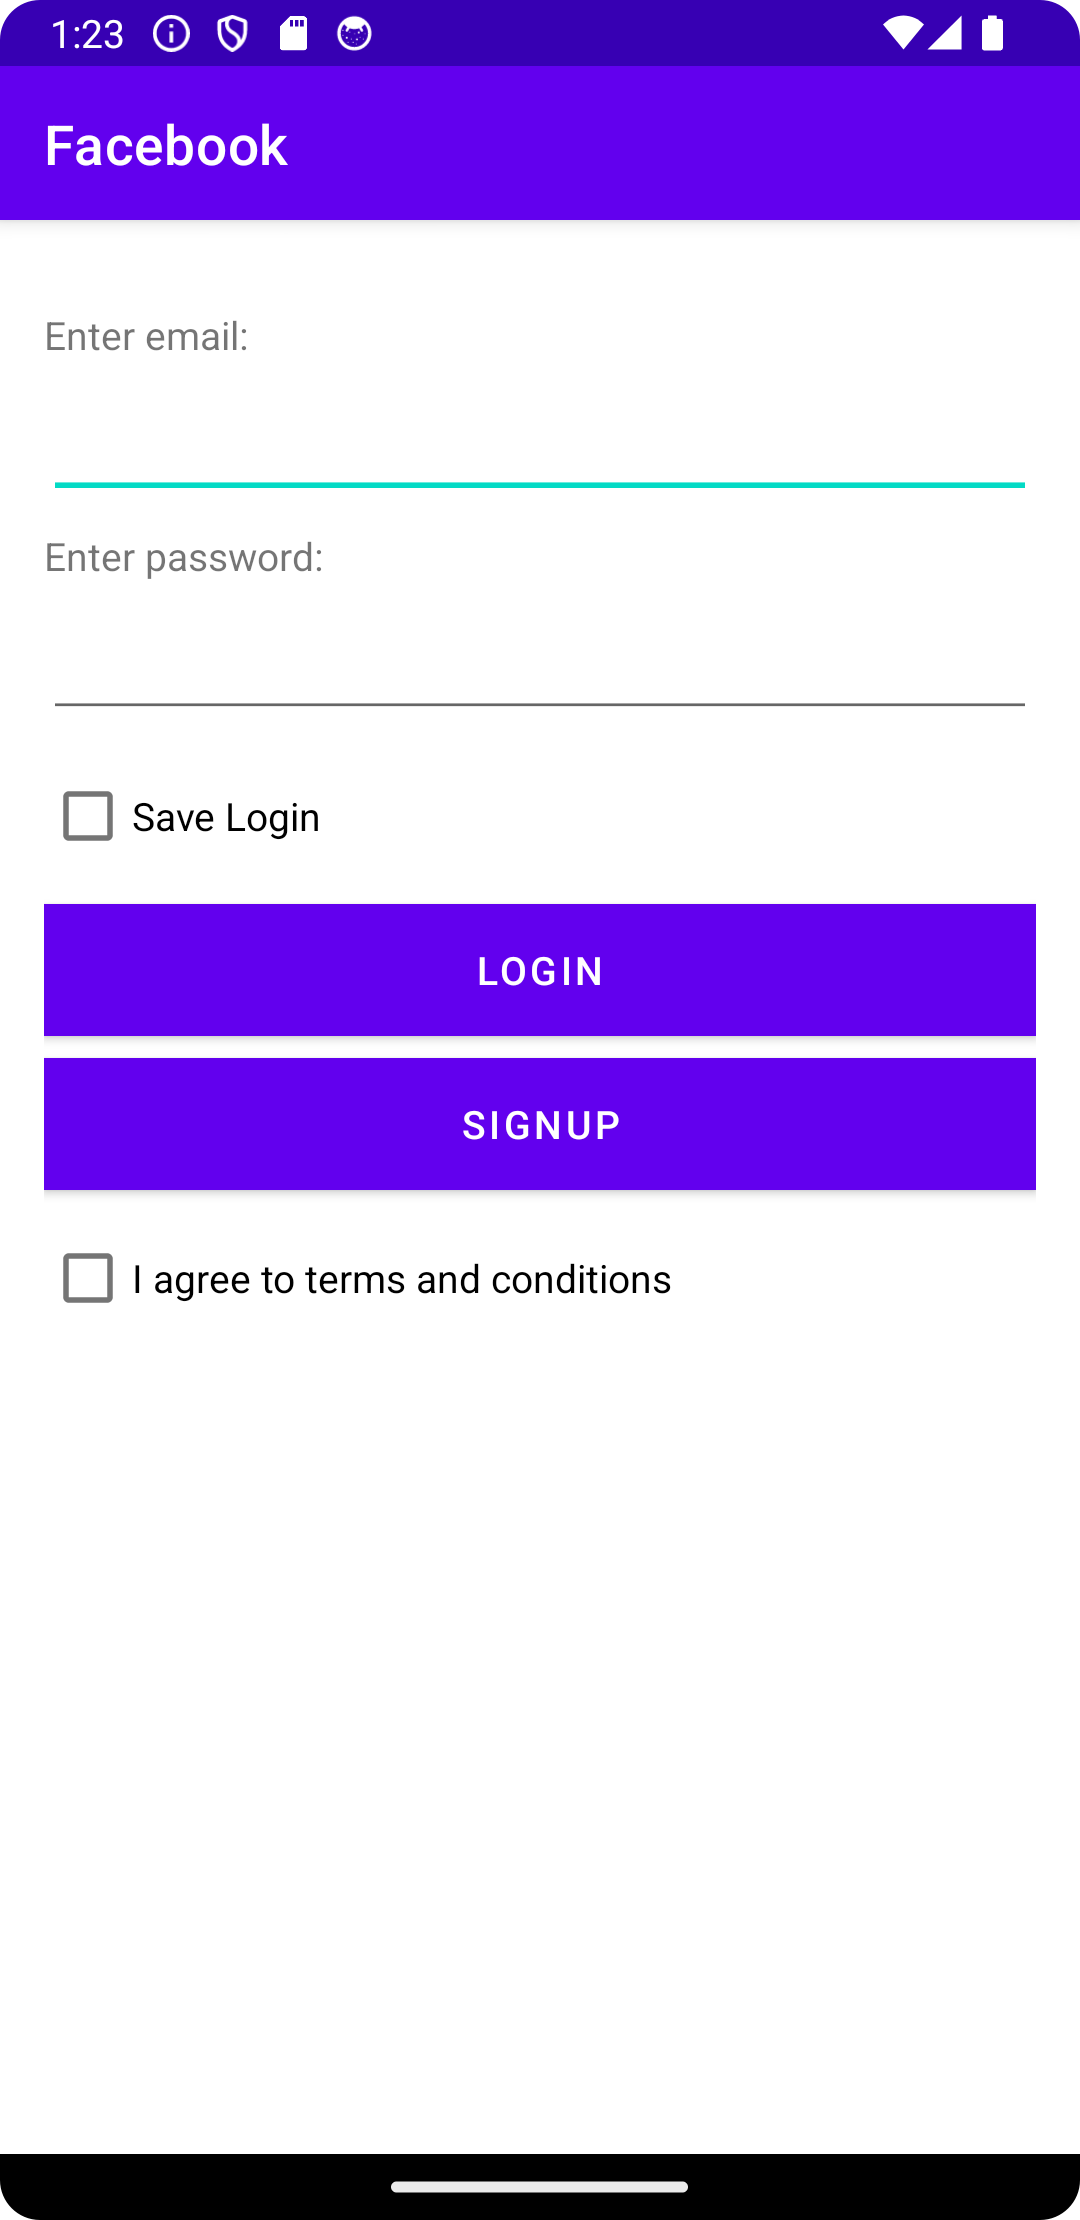 1:23
Facebook
Enter email:
Enter password:
Save Login
LOGIN
SIGNUP
I agree to terms and conditions